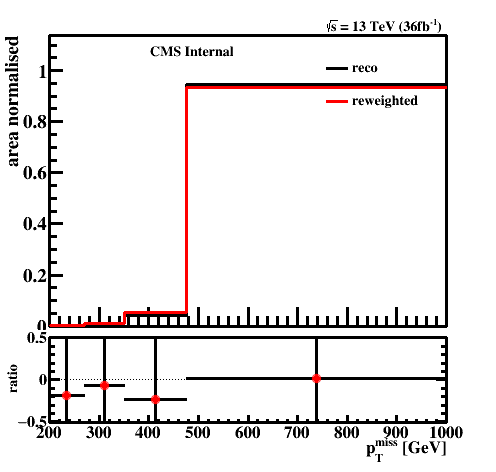 √s = 13 TeV (36fb⁻¹)
CMS Internal
reco
reweighted
area normalised
1
0.8
0.6
0.4
0.2
0
ratio
0.5
0
−0.5
200 300 400 500 600 700 800 900 1000
p_T^miss [GeV]